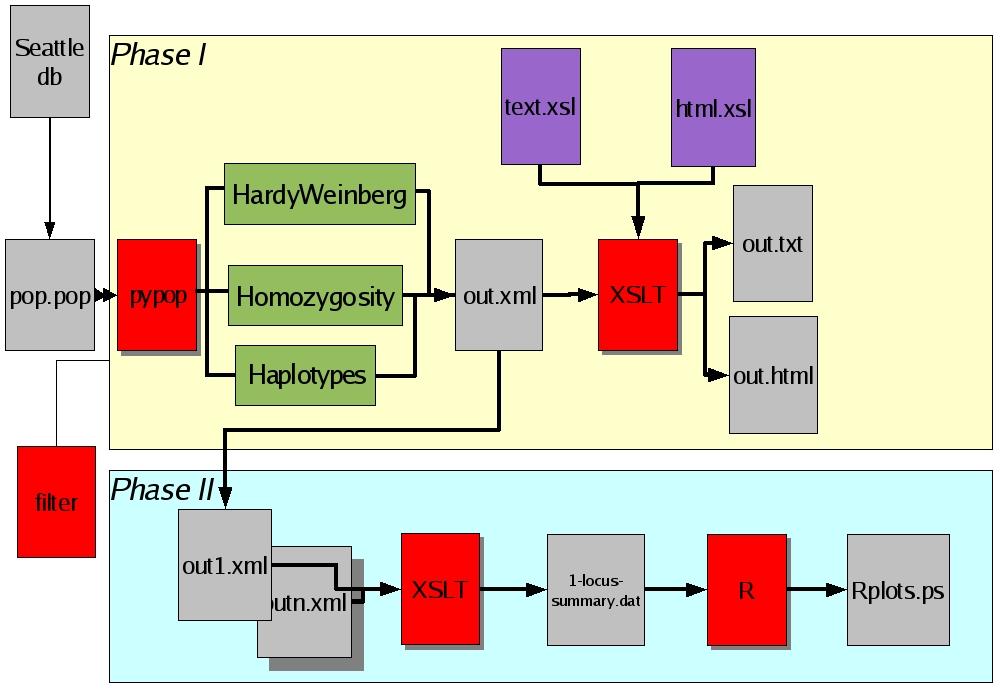 Seattle
db
Phase I
text.xsl
html.xsl
HardyWeinberg
pop.pop
pypop
Homozygosity
out.xml
XSLT
out.txt
Haplotypes
out.html
filter
Phase II
out1.xml
outn.xml
XSLT
1-locus-
summary.dat
R
Rplots.ps